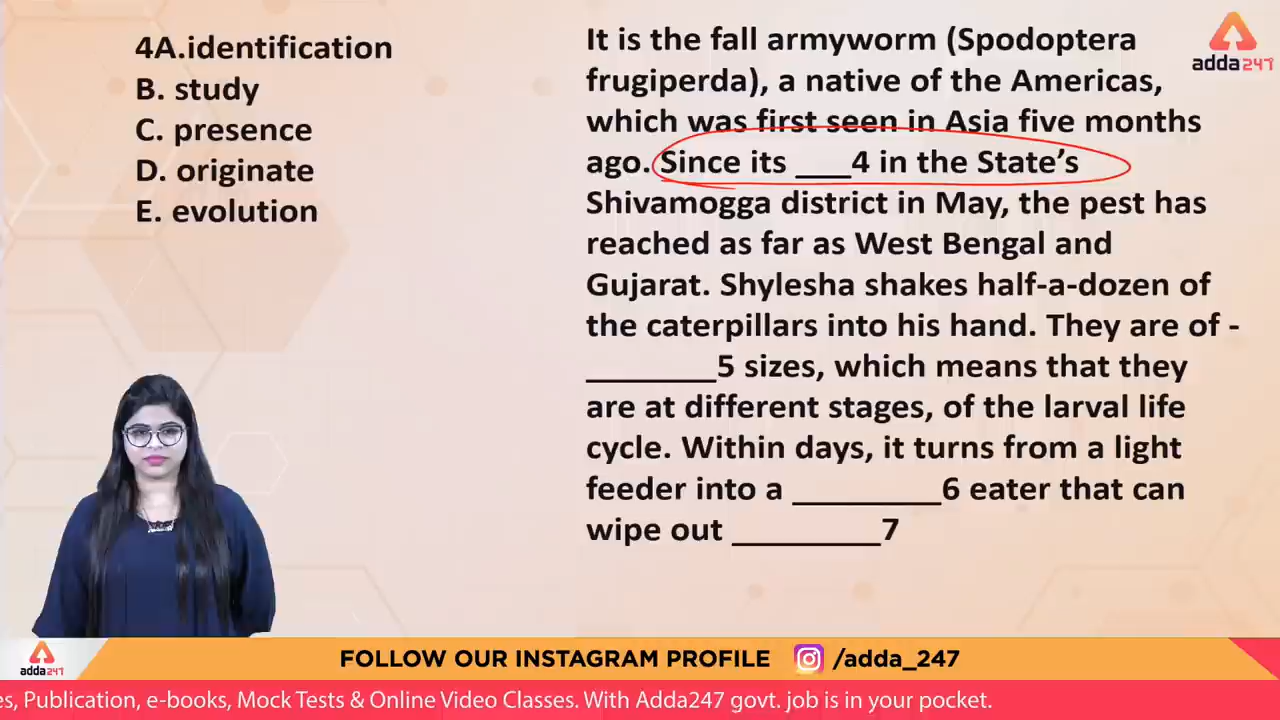 4A.identification
B. study
C. presence
D. originate
E. evolution
It is the fall armyworm (Spodoptera
frugiperda), a native of the Americas,
which was first seen in Asia five months
ago. Since its ___4 in the State's
Shivamogga district in May, the pest has
reached as far as West Bengal and
Gujarat. Shylesha shakes half-a-dozen of
the caterpillars into his hand. They are of -
_______5 sizes, which means that they
are at different stages, of the larval life
cycle. Within days, it turns from a light
feeder into a ________6 eater that can
wipe out ________7
adda247
adda247
FOLLOW OUR INSTAGRAM PROFILE /adda_247
es, Publication, e-books, Mock Tests & Online Video Classes. With Adda247 govt. job is in your pocket.